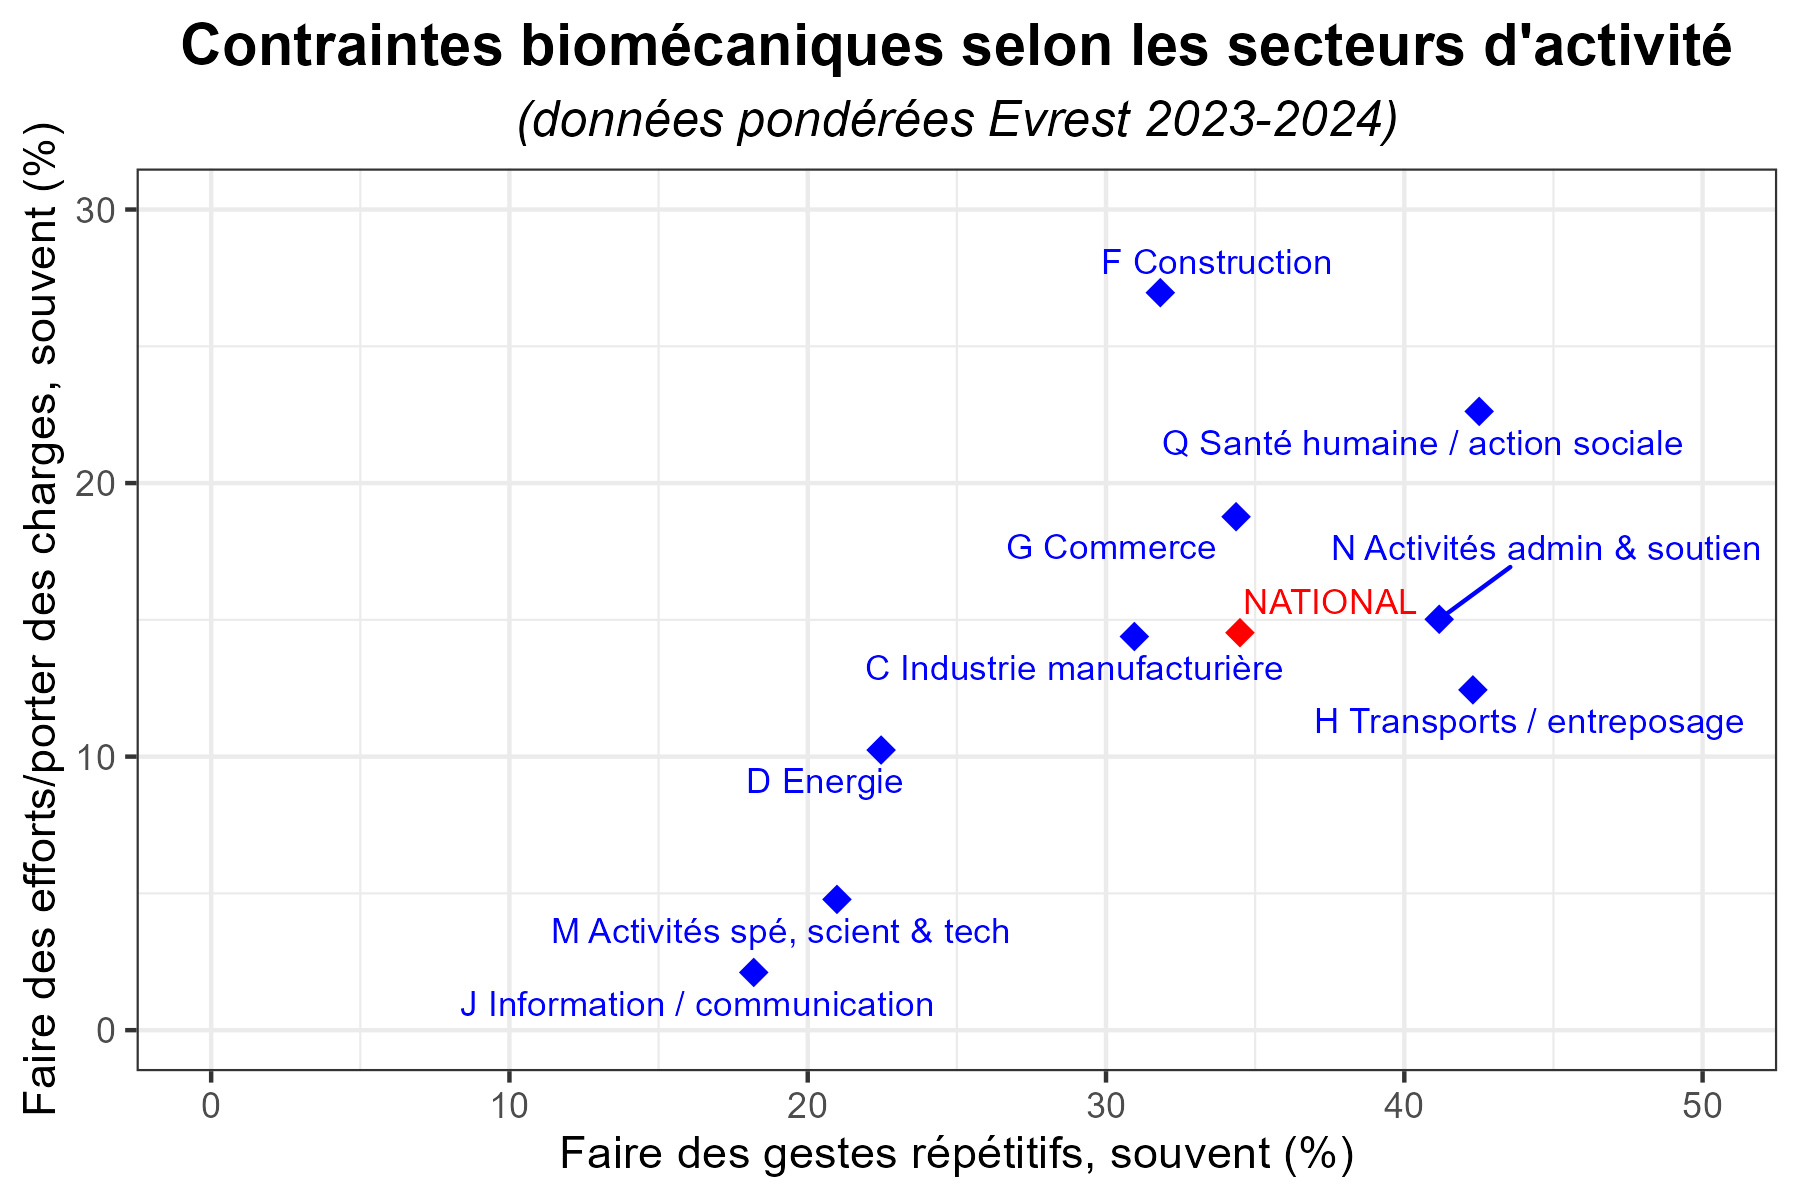 Contraintes biomécaniques selon les secteurs d'activité
(données pondérées Evrest 2023-2024)
Faire des efforts/porter des charges, souvent (%)
30
20
10
0
F Construction
Q Santé humaine / action sociale
G Commerce
N Activités admin & soutien
NATIONAL
C Industrie manufacturière
H Transports / entreposage
D Energie
M Activités spé, scient & tech
J Information / communication
0
10
20
30
40
50
Faire des gestes répétitifs, souvent (%)